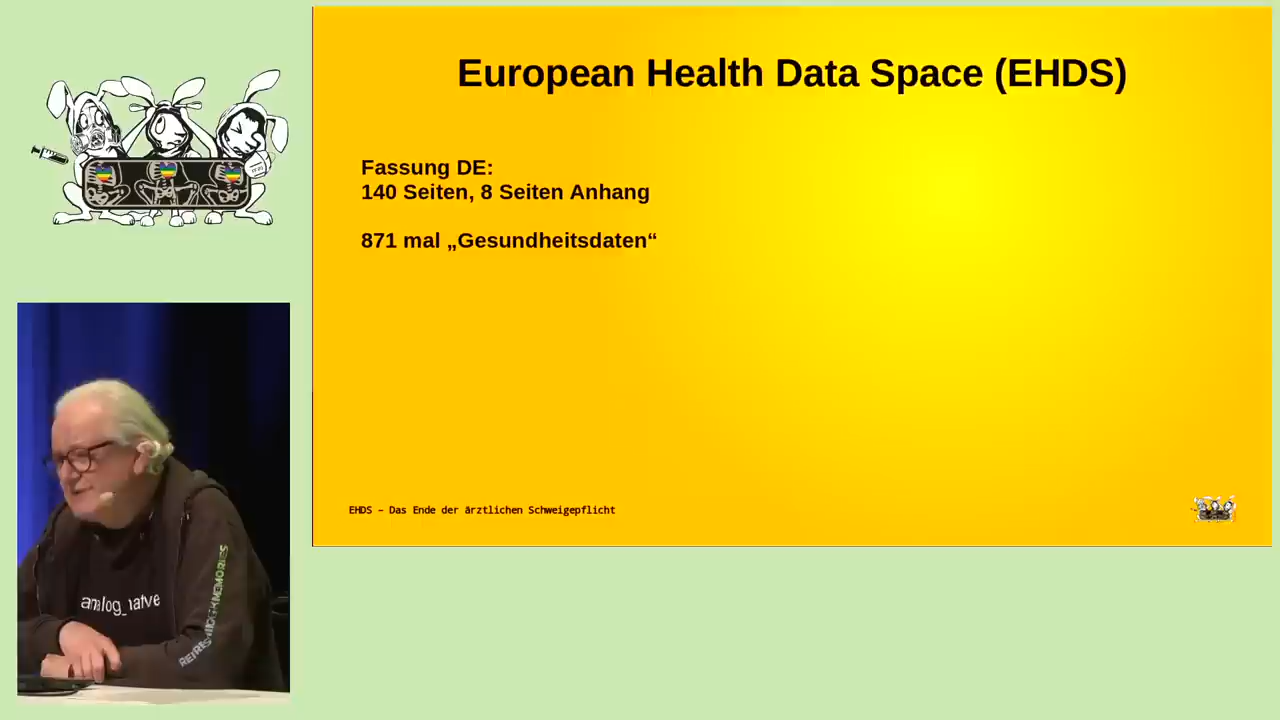 European Health Data Space (EHDS)
Fassung DE:
140 Seiten, 8 Seiten Anhang
871 mal „Gesundheitsdaten“
EHDS – Das Ende der ärztlichen Schweigepflicht
analog_native